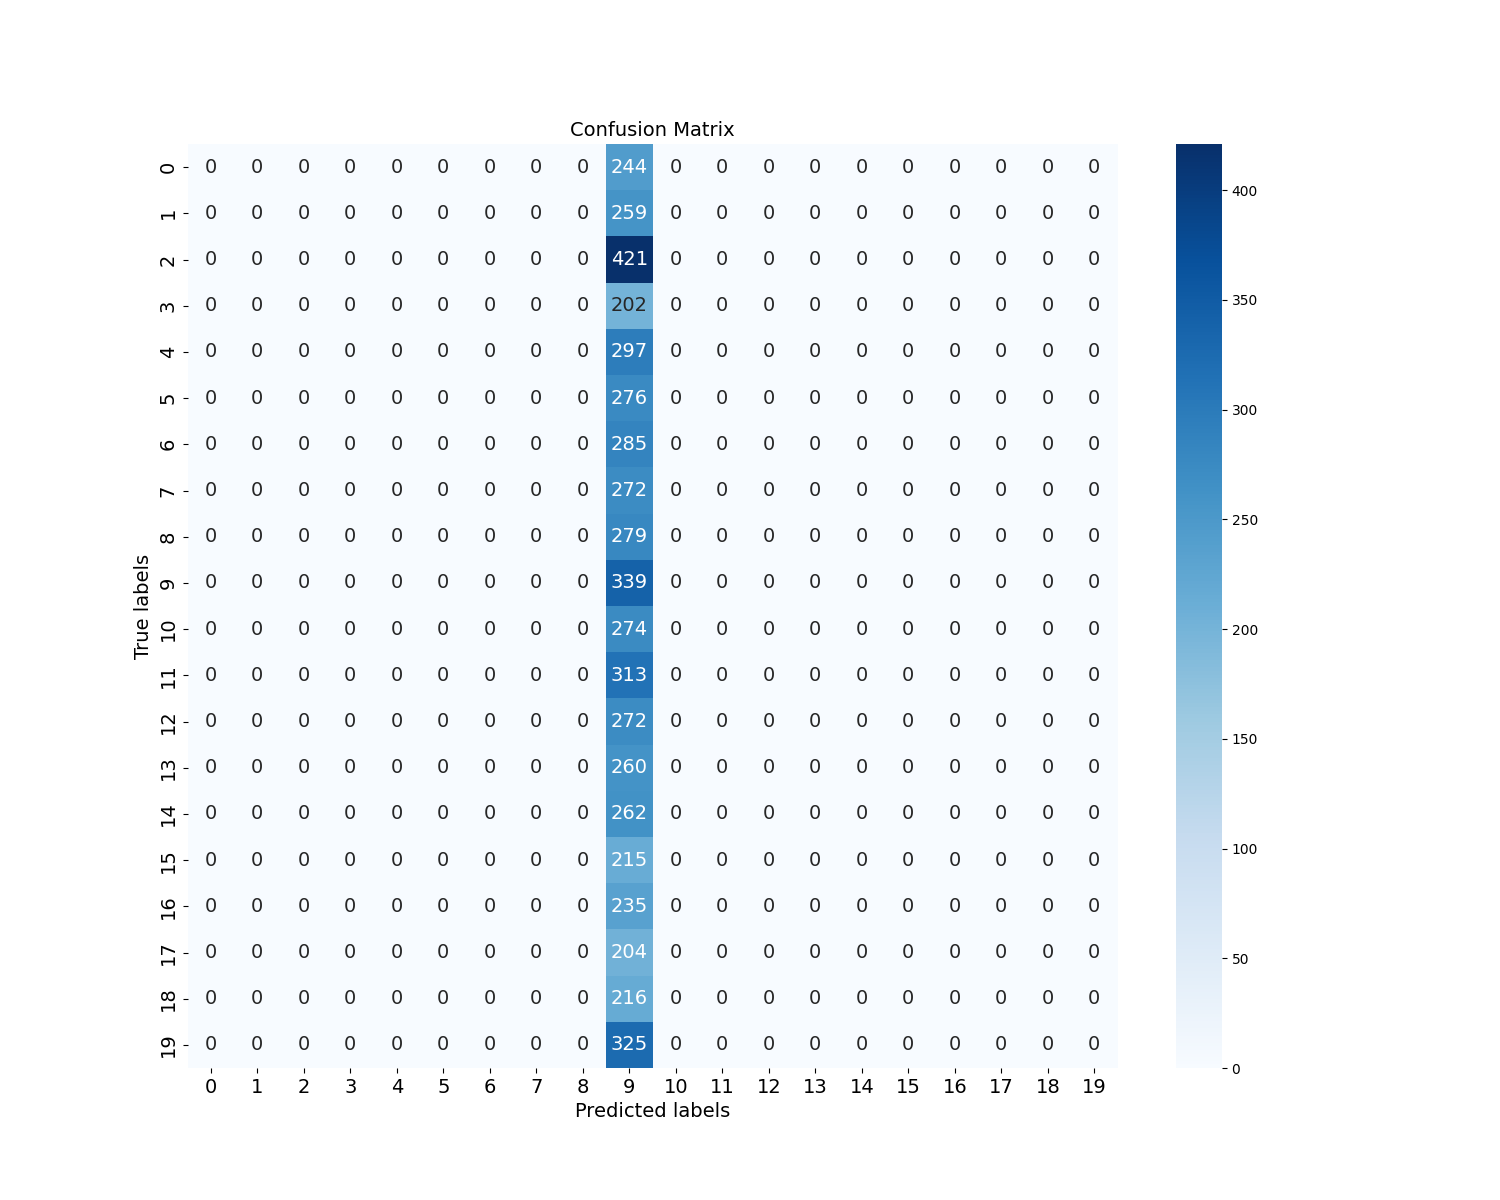 Confusion Matrix
0 0 0 0 0 0 0 0 0 0 244 0 0 0 0 0 0 0 0 0 0
1 0 0 0 0 0 0 0 0 0 259 0 0 0 0 0 0 0 0 0 0
2 0 0 0 0 0 0 0 0 0 421 0 0 0 0 0 0 0 0 0 0
3 0 0 0 0 0 0 0 0 0 202 0 0 0 0 0 0 0 0 0 0
4 0 0 0 0 0 0 0 0 0 297 0 0 0 0 0 0 0 0 0 0
5 0 0 0 0 0 0 0 0 0 276 0 0 0 0 0 0 0 0 0 0
6 0 0 0 0 0 0 0 0 0 285 0 0 0 0 0 0 0 0 0 0
7 0 0 0 0 0 0 0 0 0 272 0 0 0 0 0 0 0 0 0 0
8 0 0 0 0 0 0 0 0 0 279 0 0 0 0 0 0 0 0 0 0
9 0 0 0 0 0 0 0 0 0 339 0 0 0 0 0 0 0 0 0 0
10 0 0 0 0 0 0 0 0 0 274 0 0 0 0 0 0 0 0 0 0
11 0 0 0 0 0 0 0 0 0 313 0 0 0 0 0 0 0 0 0 0
12 0 0 0 0 0 0 0 0 0 272 0 0 0 0 0 0 0 0 0 0
13 0 0 0 0 0 0 0 0 0 260 0 0 0 0 0 0 0 0 0 0
14 0 0 0 0 0 0 0 0 0 262 0 0 0 0 0 0 0 0 0 0
15 0 0 0 0 0 0 0 0 0 215 0 0 0 0 0 0 0 0 0 0
16 0 0 0 0 0 0 0 0 0 235 0 0 0 0 0 0 0 0 0 0
17 0 0 0 0 0 0 0 0 0 204 0 0 0 0 0 0 0 0 0 0
18 0 0 0 0 0 0 0 0 0 216 0 0 0 0 0 0 0 0 0 0
19 0 0 0 0 0 0 0 0 0 325 0 0 0 0 0 0 0 0 0 0
0 1 2 3 4 5 6 7 8 9 10 11 12 13 14 15 16 17 18 19
Predicted labels
True labels
400
350
300
250
200
150
100
50
0